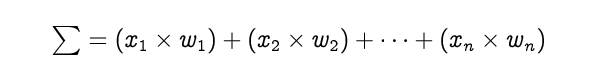 ∑ = (x₁ × w₁) + (x₂ × w₂) + ⋯ + (xₙ × wₙ)